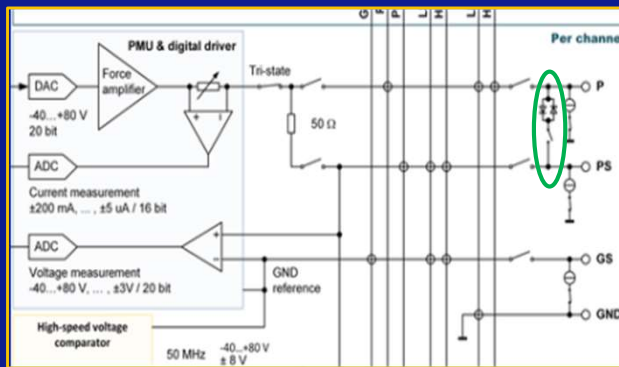 P
L
H
L
H
Per channe
PMU & digital driver
DAC
Force
amplifier
Tri-state
P
-40...+80 V
20 bit
50 Ω
ADC
PS
Current measurement
±200 mA, ... , ±5 uA / 16 bit
ADC
Voltage measurement
-40...+80 V, ... , ±3V / 20 bit
GND
reference
GS
GND
High-speed voltage
comparator
50 MHz
-40...+80 V
± 8 V